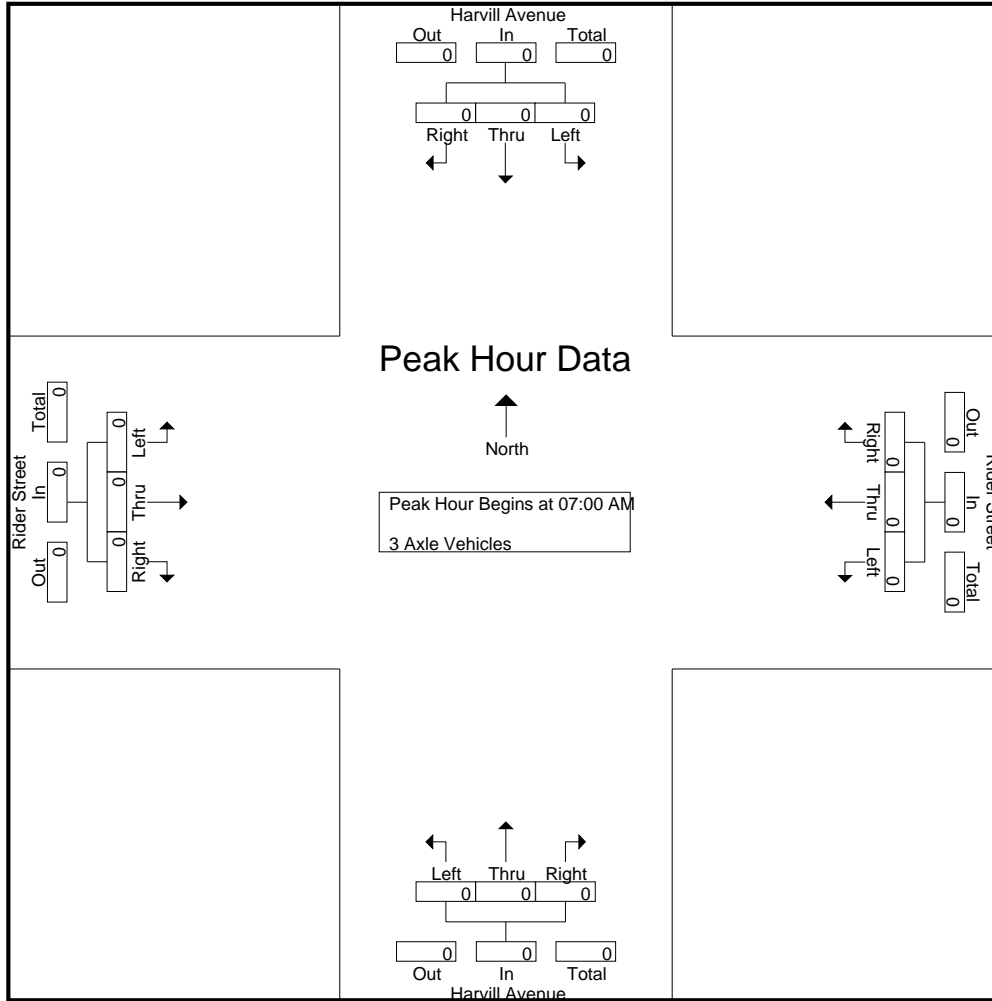 Harvill Avenue
Out In Total
0 0 0
0 0 0
Right Thru Left
Peak Hour Data
North
Peak Hour Begins at 07:00 AM
3 Axle Vehicles
Rider Street
Total In Out
0 0 0
0 0 0
Left Thru Right
Rider Street
Out In Total
0 0 0
0 0 0
Right Thru Left
Left Thru Right
0 0 0
0 0 0
Out In Total
Harvill Avenue